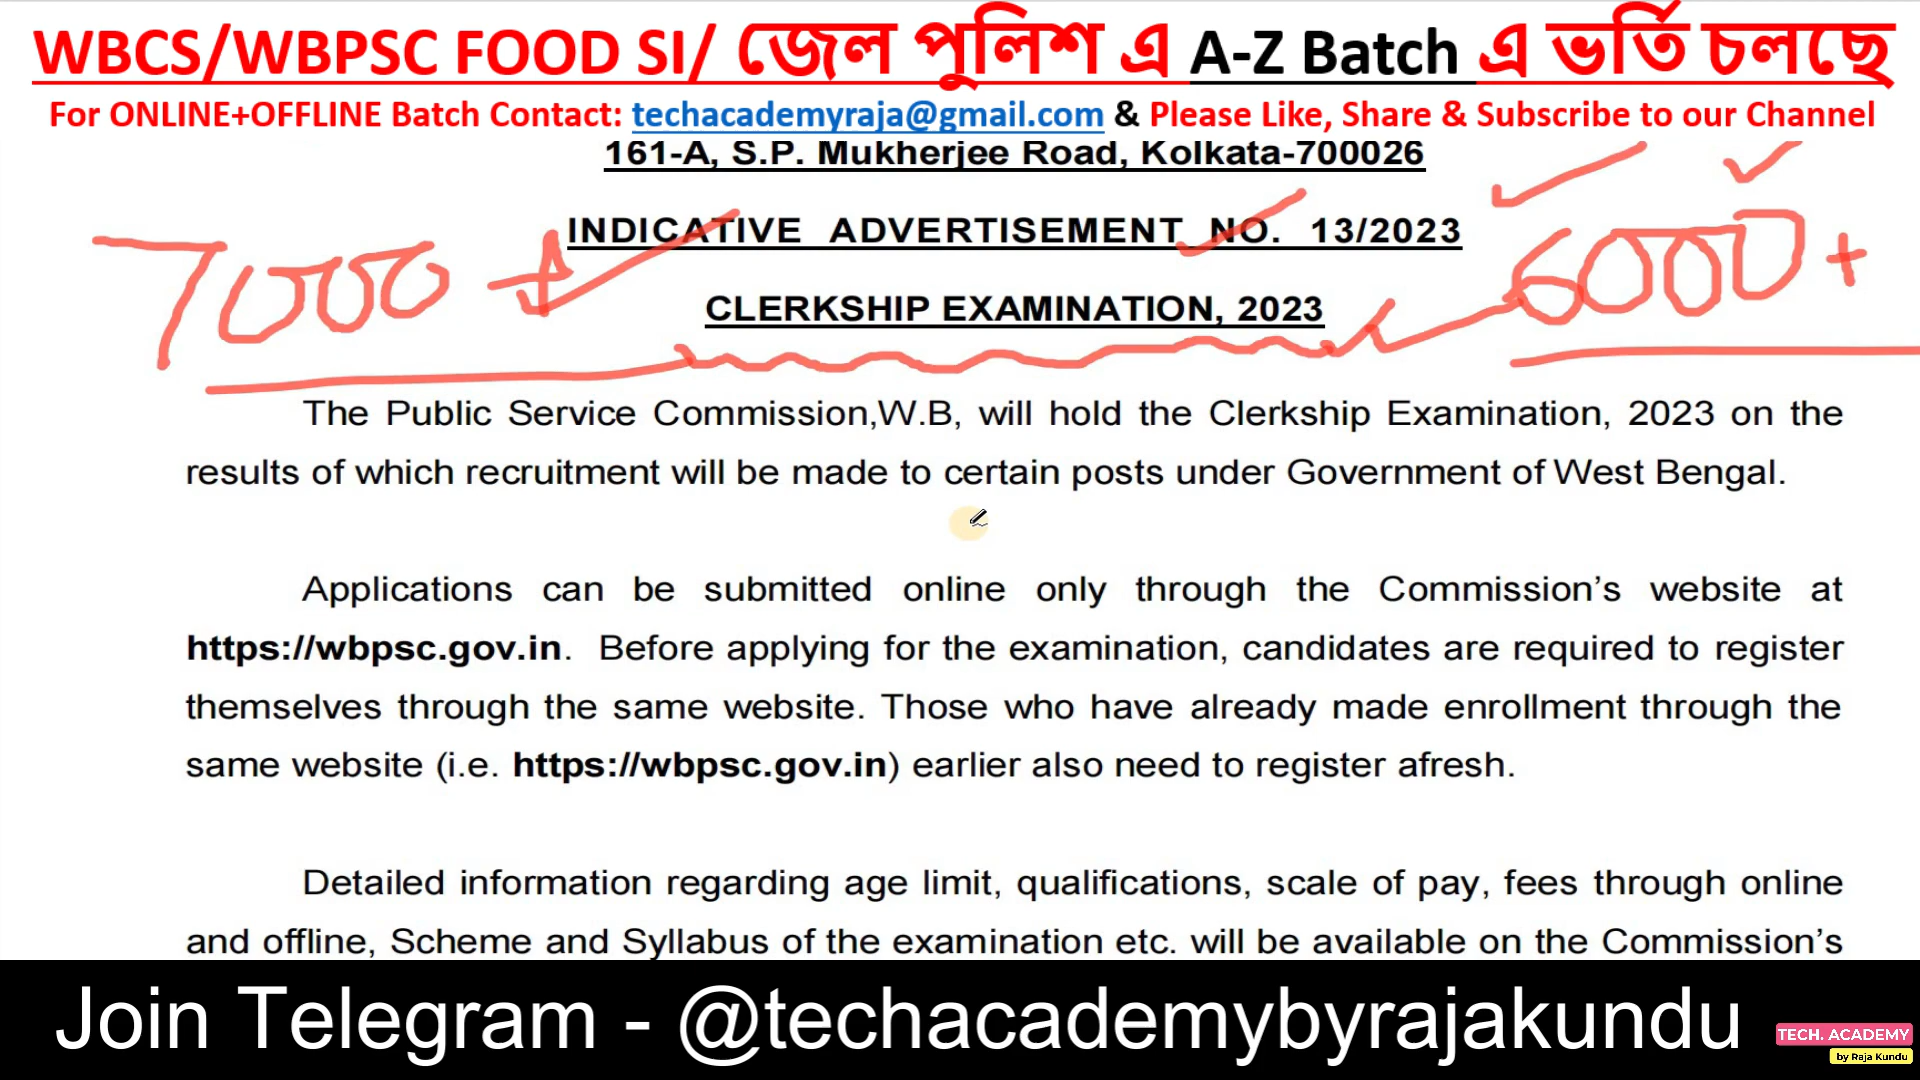 WBCS/WBPSC FOOD SI/ জেল পুলিশ এ A-Z Batch এ ভর্তি চলছে
For ONLINE+OFFLINE Batch Contact: techacademyraja@gmail.com & Please Like, Share & Subscribe to our Channel
161-A, S.P. Mukherjee Road, Kolkata-700026
INDICATIVE ADVERTISEMENT NO. 13/2023
7000 +
6000 +
CLERKSHIP EXAMINATION, 2023
The Public Service Commission,W.B, will hold the Clerkship Examination, 2023 on the
results of which recruitment will be made to certain posts under Government of West Bengal.
Applications can be submitted online only through the Commission’s website at
https://wbpsc.gov.in. Before applying for the examination, candidates are required to register
themselves through the same website. Those who have already made enrollment through the
same website (i.e. https://wbpsc.gov.in) earlier also need to register afresh.
Detailed information regarding age limit, qualifications, scale of pay, fees through online
and offline, Scheme and Syllabus of the examination etc. will be available on the Commission’s
Join Telegram - @techacademybyrajakundu
TECH. ACADEMY
by Raja Kundu